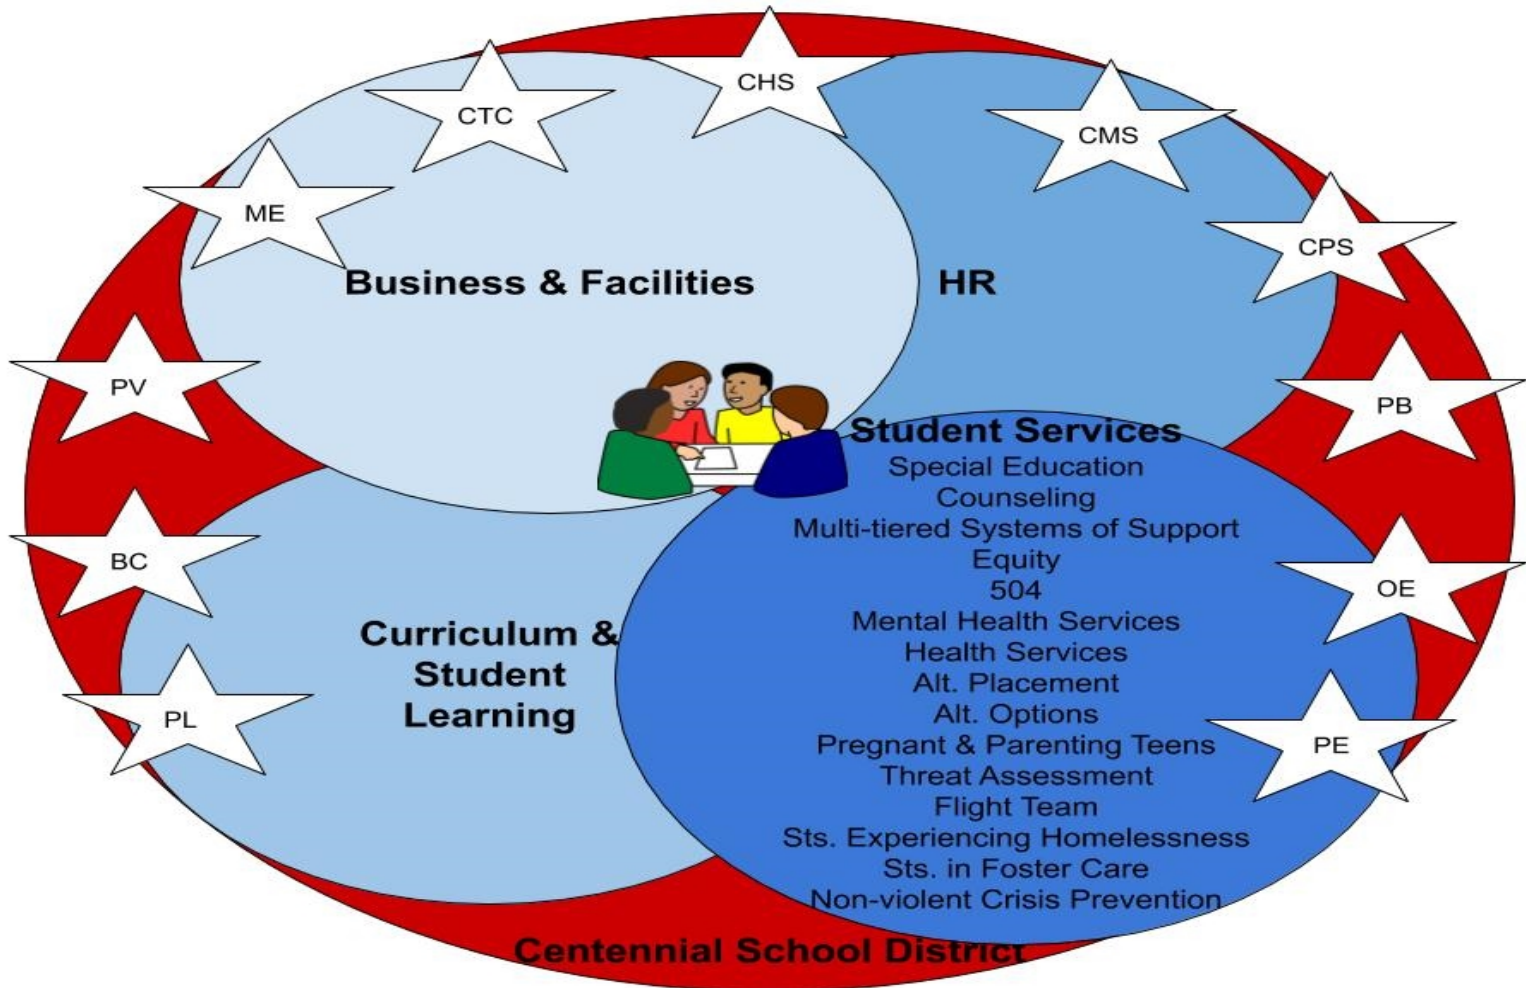 CHS
CTC
CMS
ME
CPS
Business & Facilities
HR
PV
PB
Student Services
Special Education
Counseling
Multi-tiered Systems of Support
Equity
504
Mental Health Services
Health Services
Alt. Placement
Alt. Options
Pregnant & Parenting Teens
Threat Assessment
Flight Team
Sts. Experiencing Homelessness
Sts. in Foster Care
Non-violent Crisis Prevention
BC
OE
Curriculum &
Student
Learning
PL
PE
Centennial School District